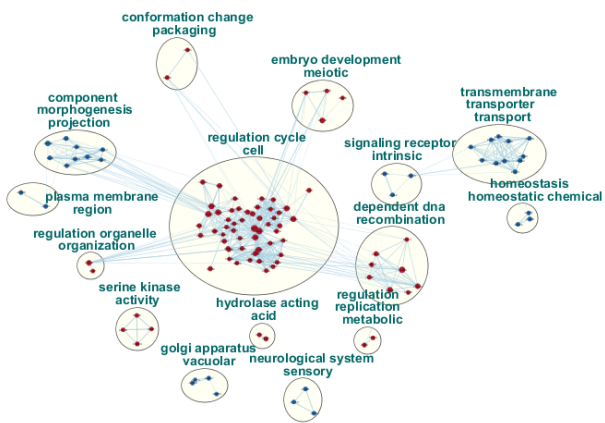 conformation change
packaging
embryo development
meiotic
component
morphogenesis
projection
transmembrane
transporter
transport
regulation cycle
cell
signaling receptor
intrinsic
plasma membrane
region
homeostasis
homeostatic chemical
dependent dna
recombination
regulation organelle
organization
serine kinase
activity
hydrolase acting
acid
regulation
replication
metabolic
golgi apparatus
vacuolar
neurological system
sensory